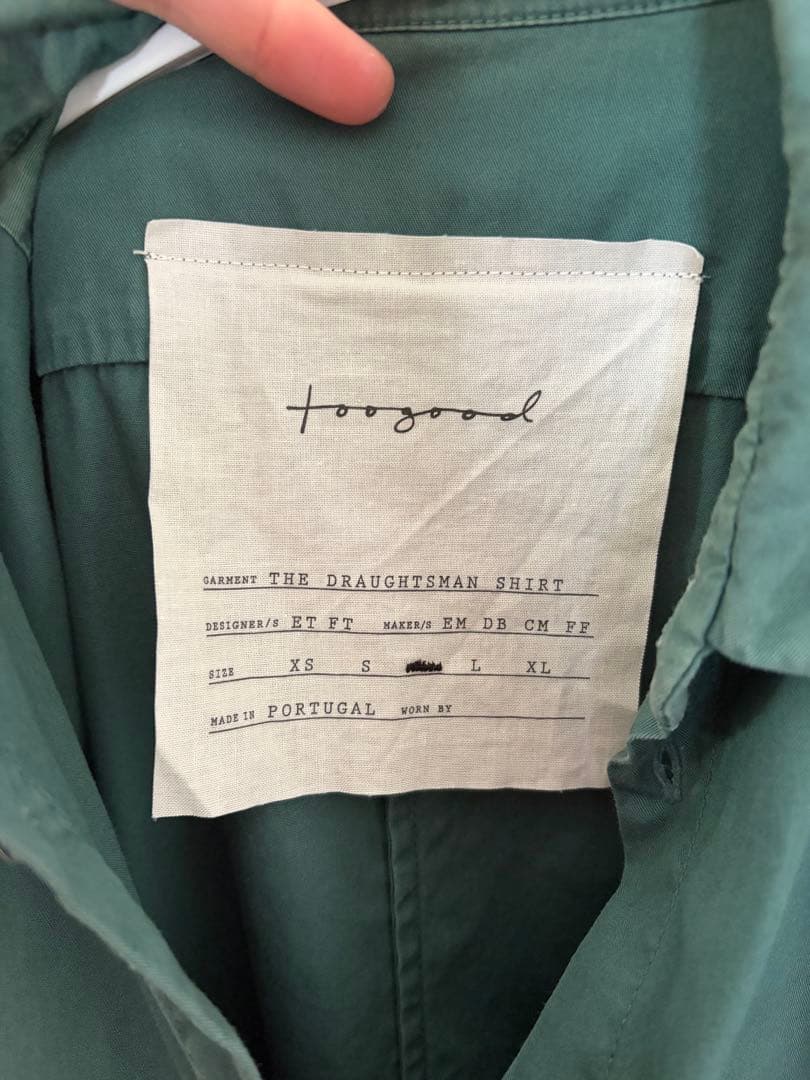 toogood
GARMENT THE DRAUGHTSMAN SHIRT
DESIGNER/S ET FT MAKER/S EM DB CM FF
SIZE XS S L XL
MADE IN PORTUGAL WORN BY